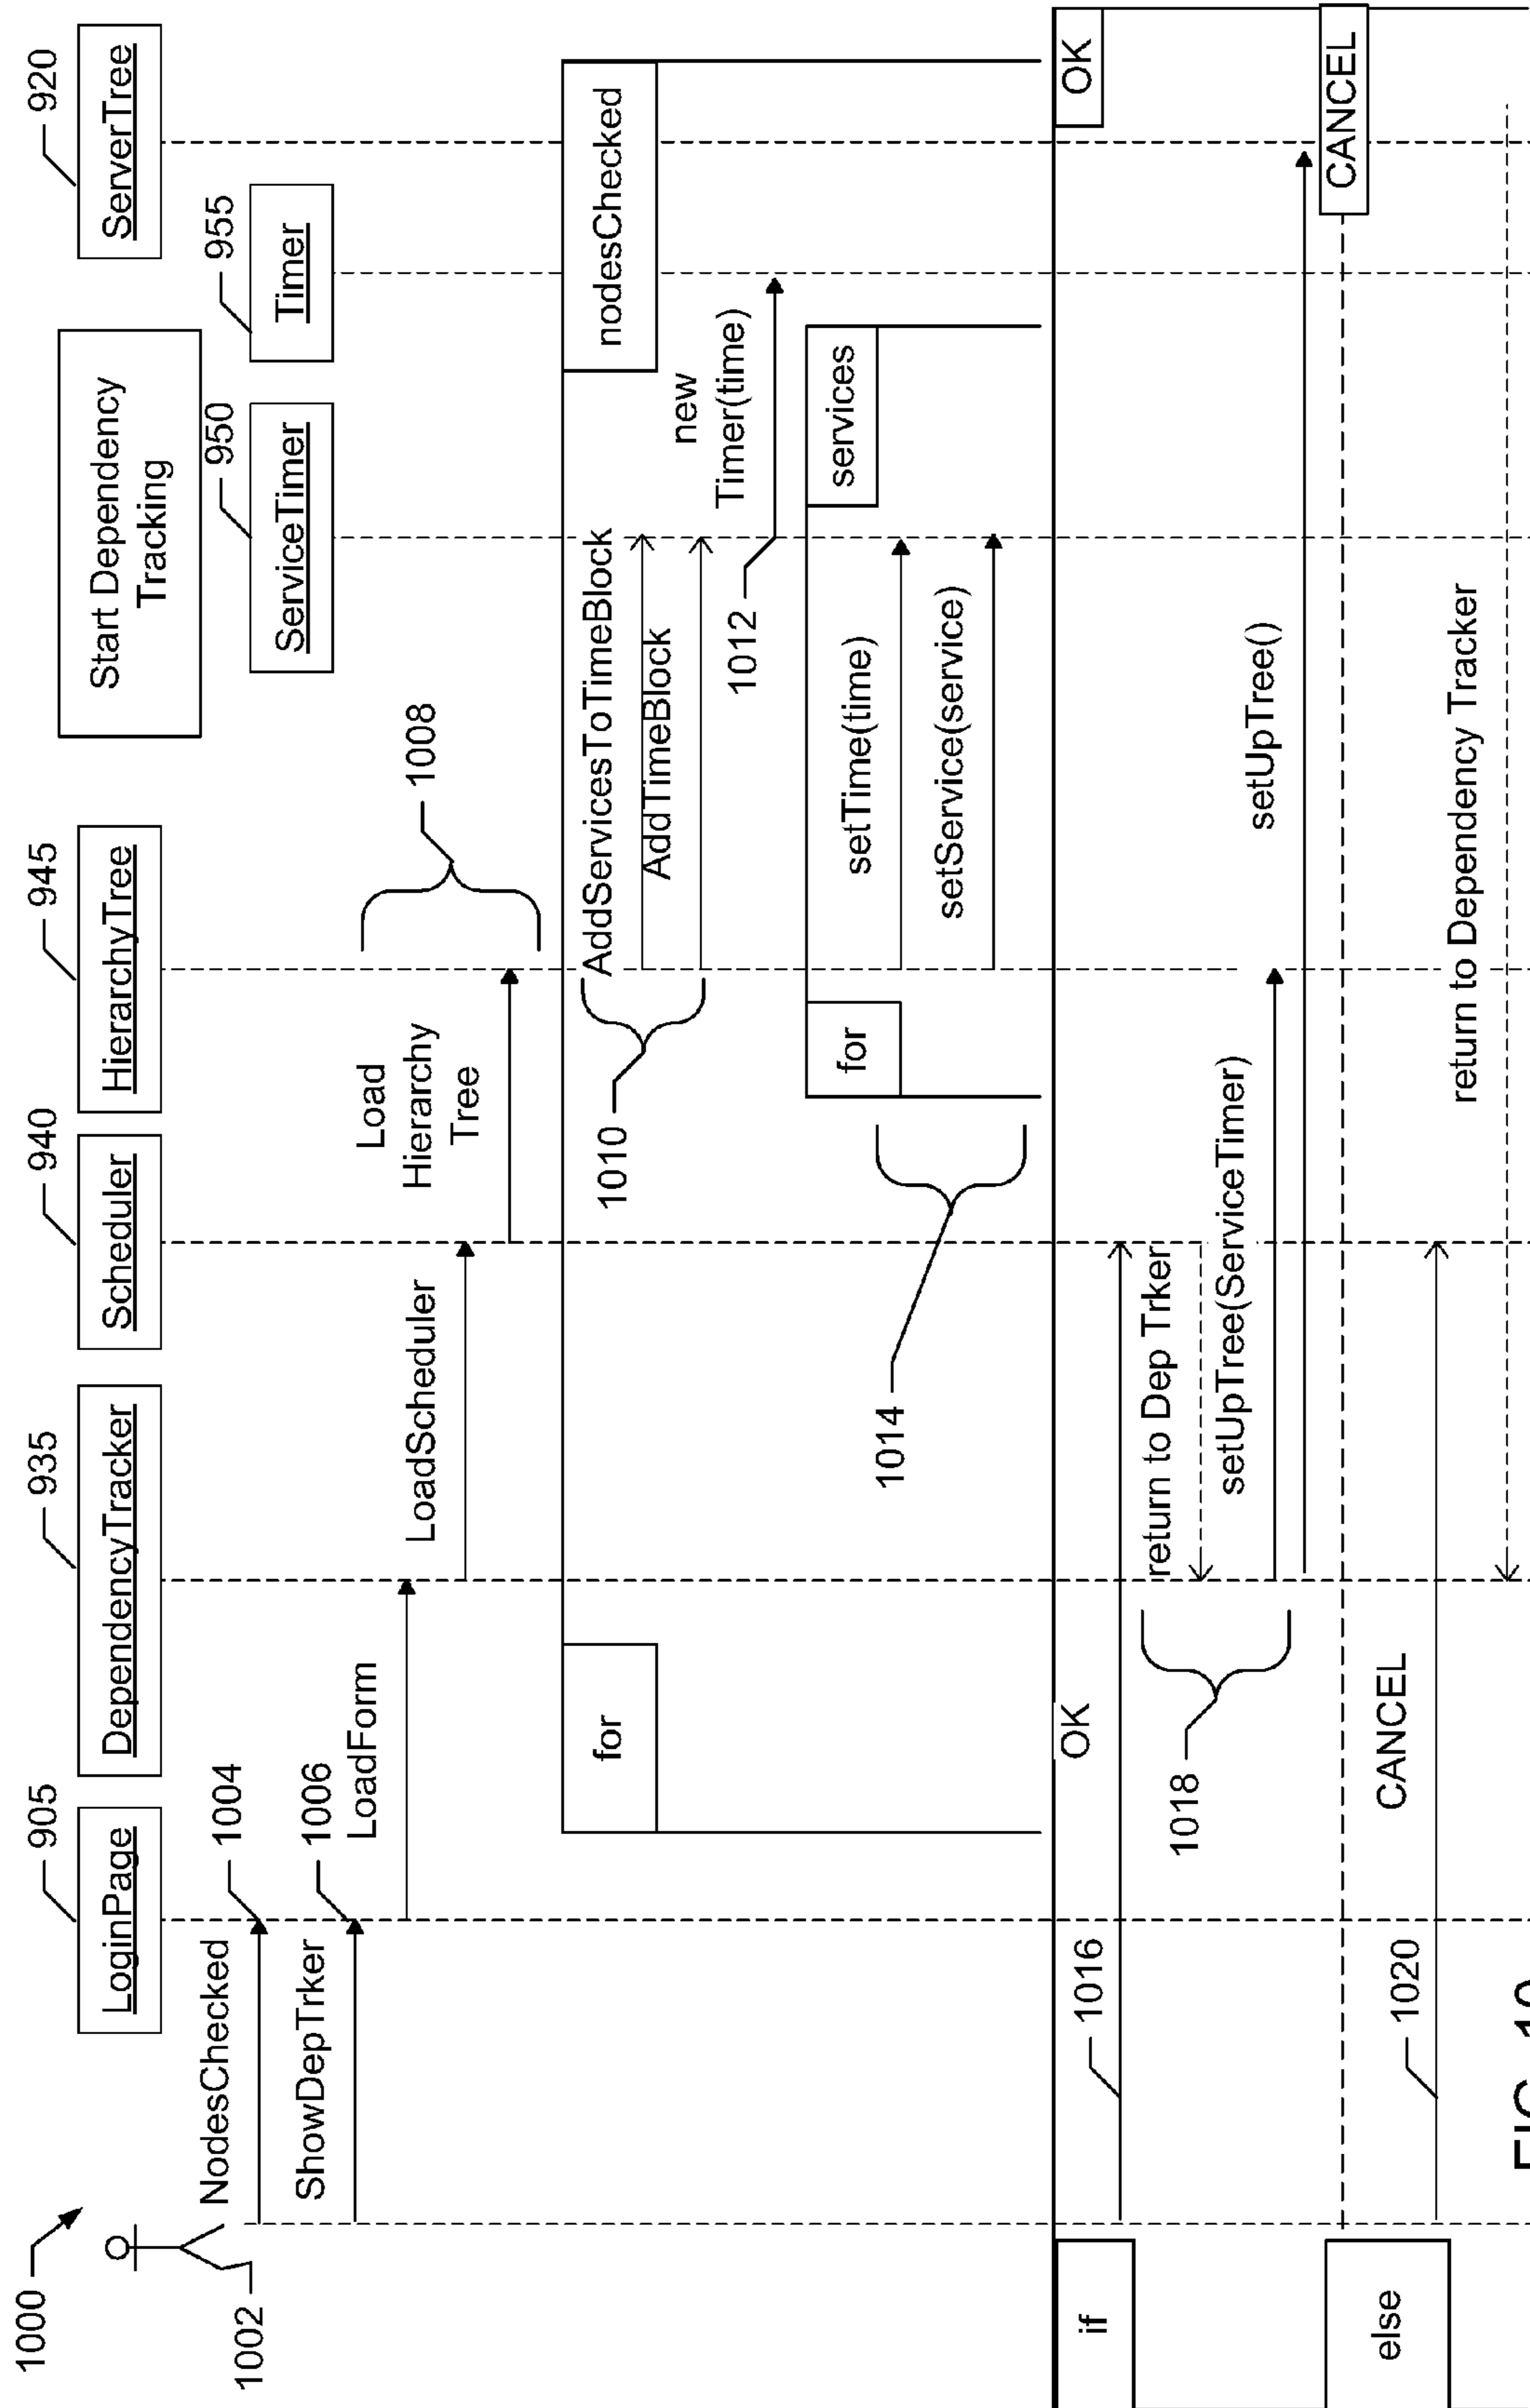 1000
1002
905
935
940
945
920
LoginPage
DependencyTracker
Scheduler
HierarchyTree
Start Dependency
Tracking
ServerTree
950
955
ServiceTimer
Timer
NodesChecked
1004
ShowDepTrker
1006
LoadForm
LoadScheduler
Load
Hierarchy
Tree
1008
for
nodesChecked
AddServicesToTimeBlock
AddTimeBlock
1010
new
Timer(time)
1012
for
services
setTime(time)
setService(service)
1014
if
OK
OK
1016
return to Dep Trker
setUpTree(ServiceTimer)
setUpTree()
1018
else
CANCEL
CANCEL
1020
return to Dependency Tracker